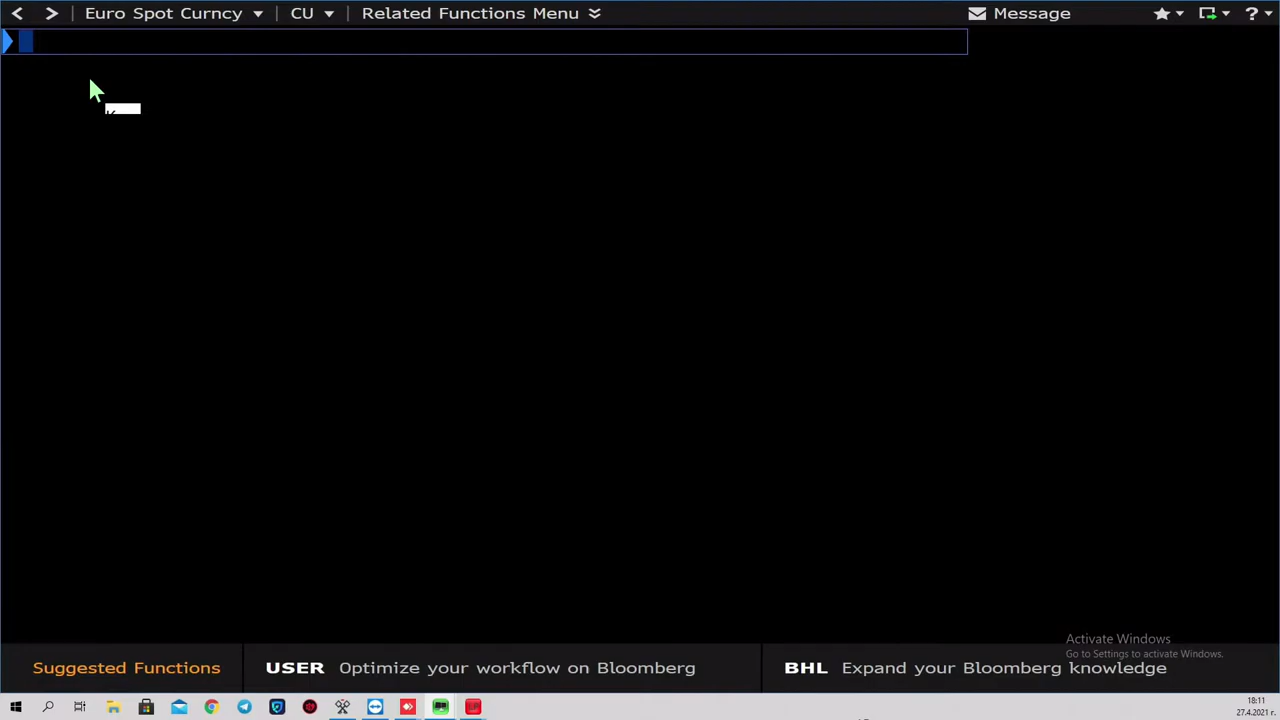 Euro Spot Curncy CU Related Functions Menu Message ?
Activate Windows
Go to Settings to activate Windows.
Suggested Functions USER Optimize your workflow on Bloomberg BHL Expand your Bloomberg knowledge
18:11
27.4.2021 г.